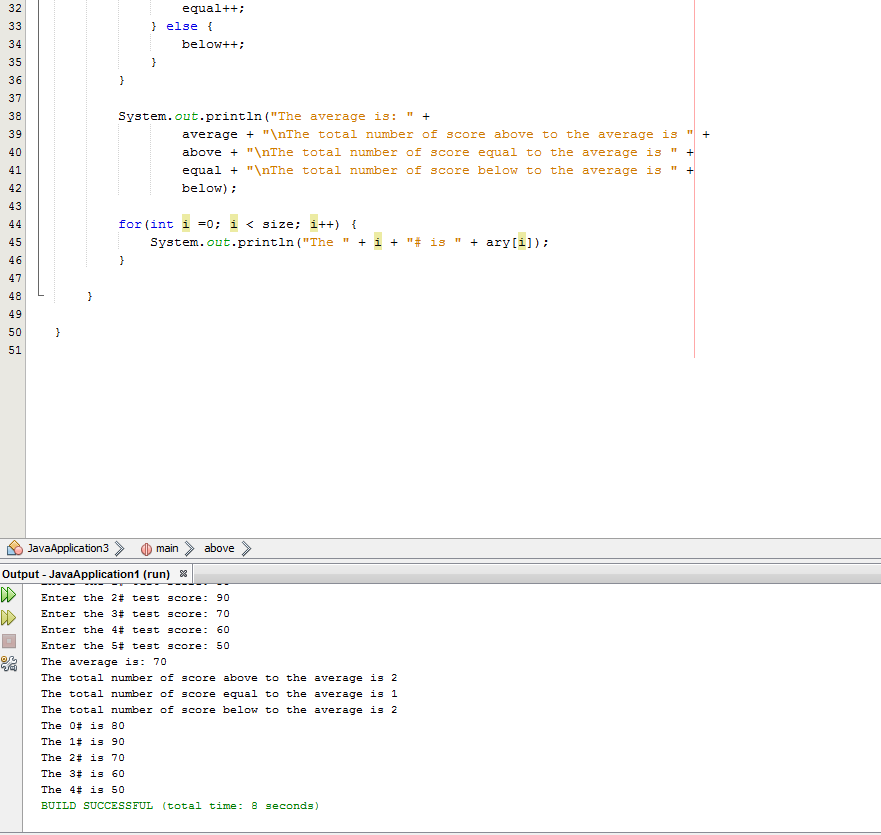 32 equal++;
33 } else {
34 below++;
35 }
36 }
37
38 System.out.println("The average is: " +
39 average + "\nThe total number of score above to the average is " +
40 above + "\nThe total number of score equal to the average is " +
41 equal + "\nThe total number of score below to the average is " +
42 below);
43
44 for(int i =0; i < size; i++) {
45 System.out.println("The " + i + "# is " + ary[i]);
46 }
47
48 }
49
50 }
51
JavaApplication3 main above
Output - JavaApplication1 (run)
Enter the 2# test score: 90
Enter the 3# test score: 70
Enter the 4# test score: 60
Enter the 5# test score: 50
The average is: 70
The total number of score above to the average is 2
The total number of score equal to the average is 1
The total number of score below to the average is 2
The 0# is 80
The 1# is 90
The 2# is 70
The 3# is 60
The 4# is 50
BUILD SUCCESSFUL (total time: 8 seconds)